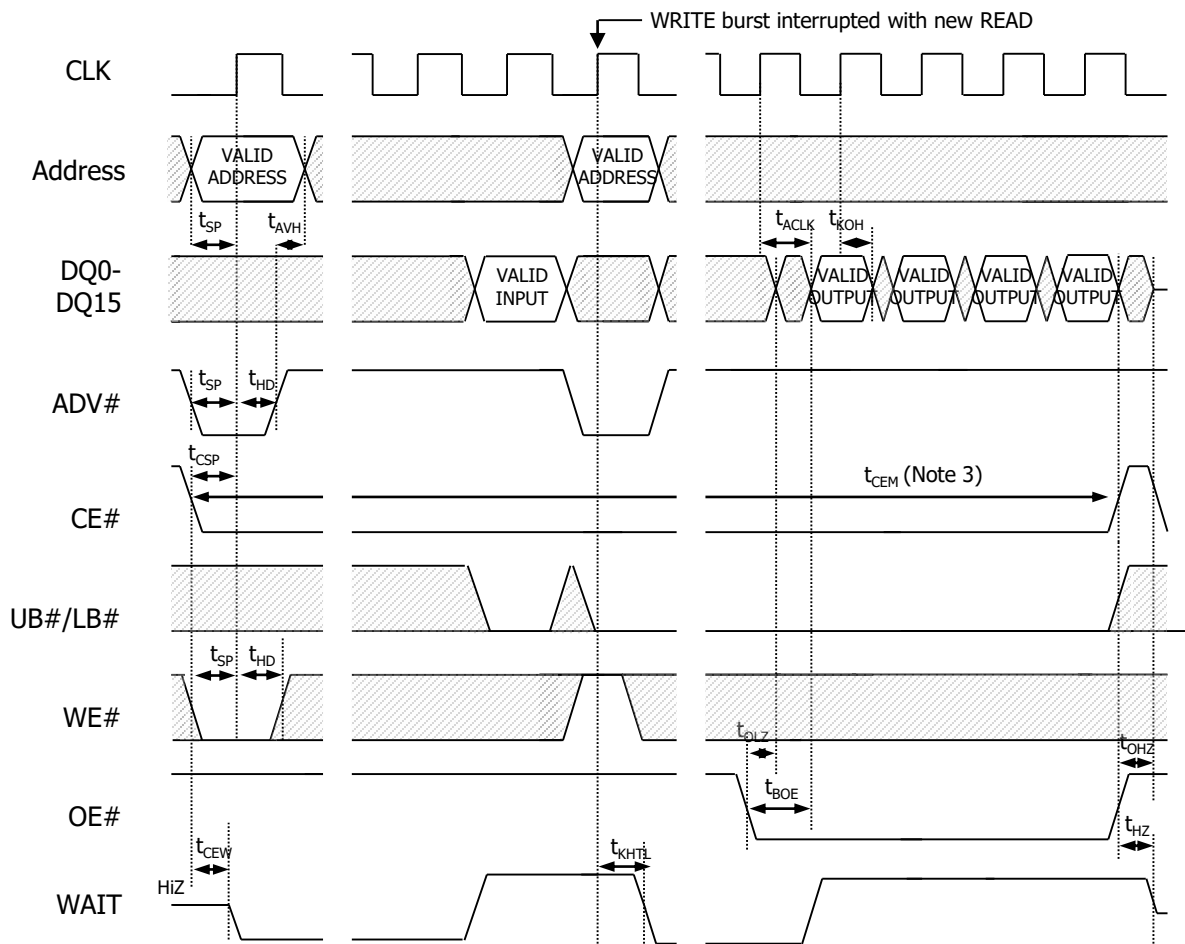 WRITE burst interrupted with new READ
CLK
Address
VALID
ADDRESS
VALID
ADDRESS
tSP
tAVH
tACLK
tKOH
DQ0-
DQ15
VALID
INPUT
VALID
OUTPUT
VALID
OUTPUT
VALID
OUTPUT
VALID
OUTPUT
ADV#
tSP
tHD
tCSP
CE#
tCEM (Note 3)
UB#/LB#
tSP
tHD
WE#
tOLZ
tOHZ
OE#
tBOE
tCEW
tKHTL
tHZ
HiZ
WAIT